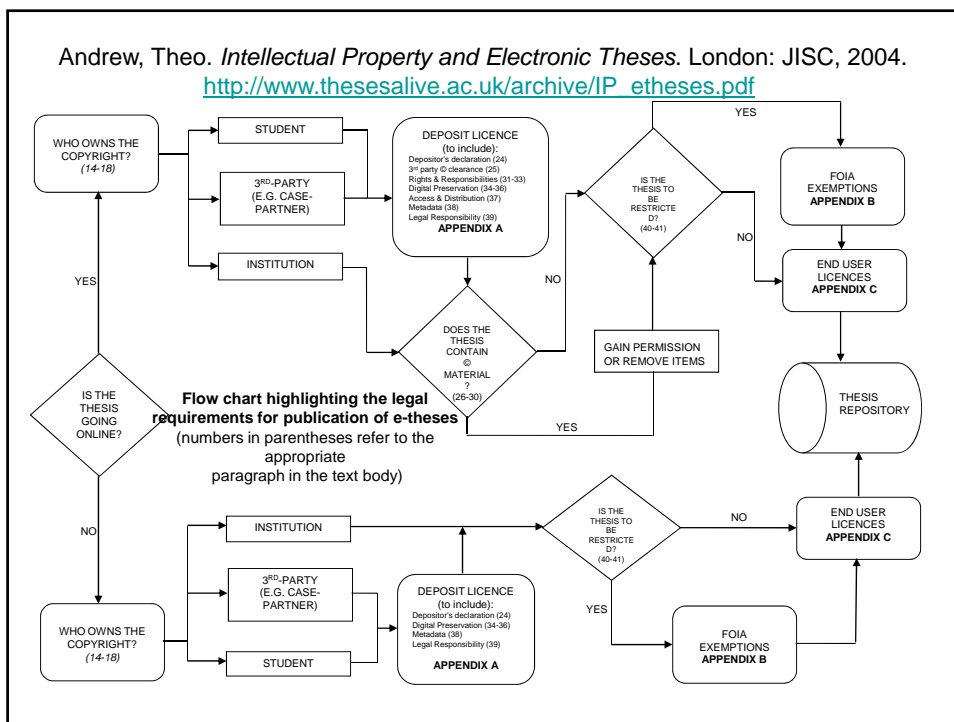 Andrew, Theo. Intellectual Property and Electronic Theses. London: JISC, 2004.
http://www.thesesalive.ac.uk/archive/IP_etheses.pdf
WHO OWNS THE
COPYRIGHT?
(14-18)
STUDENT
3RD-PARTY
(E.G. CASE-
PARTNER)
INSTITUTION
DEPOSIT LICENCE
(to include):
Depositor's declaration (24)
3rd party © clearance (25)
Rights & Responsibilities (31-33)
Digital Preservation (34-36)
Access & Distribution (37)
Metadata (38)
Legal Responsibility (39)
APPENDIX A
IS THE
THESIS TO
BE
RESTRICTE
D?
(40-41)
YES
NO
FOIA
EXEMPTIONS
APPENDIX B
END USER
LICENCES
APPENDIX C
YES
NO
DOES THE
THESIS
CONTAIN
©
MATERIAL
?
(26-30)
GAIN PERMISSION
OR REMOVE ITEMS
YES
THESIS
REPOSITORY
IS THE
THESIS
GOING
ONLINE?
Flow chart highlighting the legal
requirements for publication of e-theses
(numbers in parentheses refer to the
appropriate
paragraph in the text body)
NO
WHO OWNS THE
COPYRIGHT?
(14-18)
INSTITUTION
3RD-PARTY
(E.G. CASE-
PARTNER)
STUDENT
DEPOSIT LICENCE
(to include):
Depositor's declaration (24)
Digital Preservation (34-36)
Metadata (38)
Legal Responsibility (39)
APPENDIX A
IS THE
THESIS TO
BE
RESTRICTE
D?
(40-41)
NO
YES
FOIA
EXEMPTIONS
APPENDIX B
END USER
LICENCES
APPENDIX C